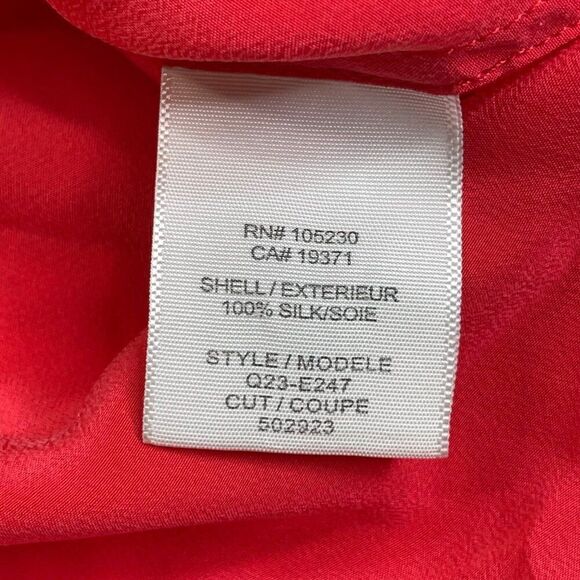 RN# 105230
CA# 19371
SHELL / EXTERIEUR
100% SILK/SOIE
STYLE / MODELE
Q23-E247
CUT / COUPE
502923